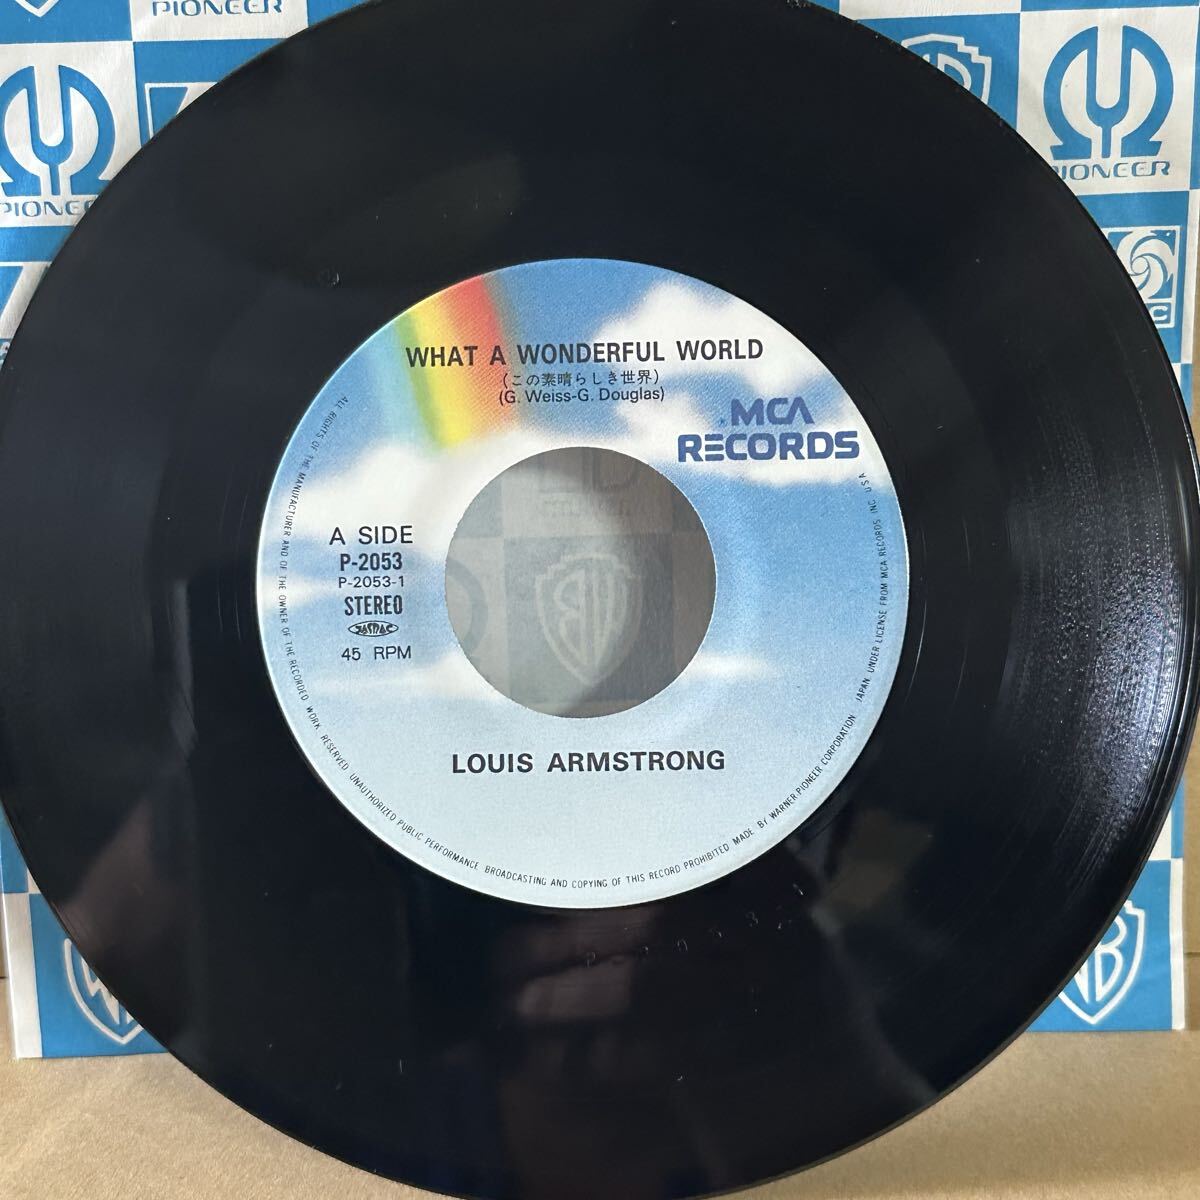 PIONEER
PIONEER
PIONEER
WHAT A WONDERFUL WORLD
(この素晴らしき世界)
(G. Weiss-G. Douglas)
MCA
RECORDS
A SIDE
P-2053
P-2053-1
STEREO
JASRAC
45 RPM
LOUIS ARMSTRONG
ALL RIGHTS OF THE MANUFACTURER AND OF THE OWNER OF THE RECORDED WORK RESERVED UNAUTHORIZED PUBLIC PERFORMANCE BROADCASTING AND COPYING OF THIS RECORD PROHIBITED MADE BY WARNER-PIONEER CORPORATION, JAPAN. UNDER LICENSE FROM MCA RECORDS INC. USA